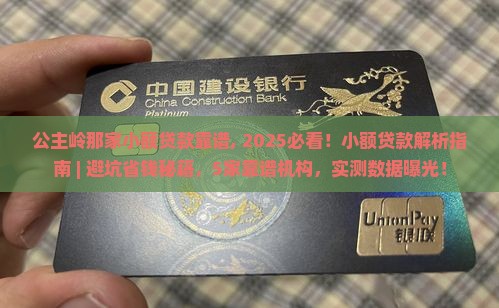 中国建设银行
China Construction Bank
Platinum
公主岭那家小额贷款靠谱，2025必看！小额贷款解析指
南 | 避坑省钱秘籍，5家靠谱机构，实测数据曝光！
UnionPay
银联